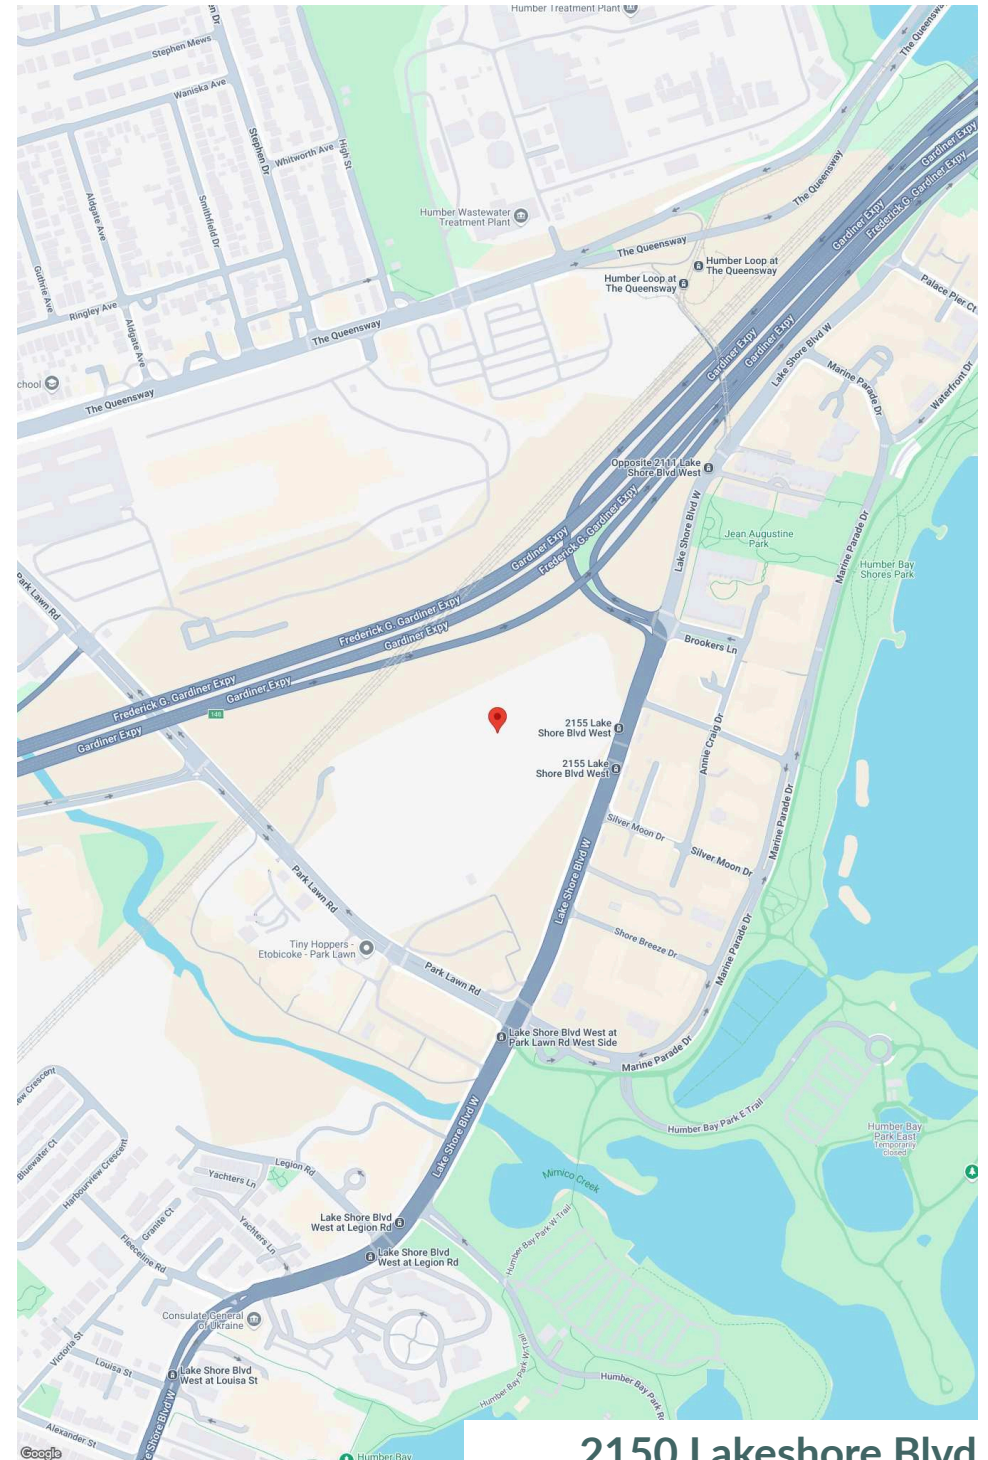 Humber Treatment Plant
The Queensway
Stephen Mews
Waniska Ave
Stephen Dr
Whitworth Ave
High St
Aldgate Ave
Smithfield Dr
Guthrie Ave
Ringley Ave
Aldgate Ave
Humber Wastewater
Treatment Plant
The Queensway
The Queensway
The Queensway
The Queensway
Humber Loop at
The Queensway
Humber Loop at
The Queensway
Gardiner Expy
Frederick G. Gardiner Expy
Gardiner Expy
Frederick G. Gardiner Expy
Palace Pier Ct
Gardiner Expy
Gardiner Expy
Lake Shore Blvd W
Marine Parade Dr
Waterfront Dr
Opposite 2111 Lake
Shore Blvd West
Lake Shore Blvd W
Jean Augustine
Park
Marine Parade Dr
Humber Bay
Shores Park
Gardiner Expy
Frederick G. Gardiner Expy
Park Lawn Rd
Frederick G. Gardiner Expy
Gardiner Expy
Frederick G. Gardiner Expy
Gardiner Expy
Gardiner Expy
146
Brookers Ln
2155 Lake
Shore Blvd West
2155 Lake
Shore Blvd West
Annie Craig Dr
Silver Moon Dr
Silver Moon Dr
Marine Parade Dr
Lake Shore Blvd W
Park Lawn Rd
Tiny Hoppers -
Etobicoke - Park Lawn
Shore Breeze Dr
Marine Parade Dr
Park Lawn Rd
Lake Shore Blvd West at
Park Lawn Rd West Side
Marine Parade Dr
Humber Bay Park E Trail
Humber Bay
Park East
Temporarily
closed
Lake Shore Blvd W
Mimico Creek
Bluewater Ct
Harbourview Crescent
Legion Rd
Yachters Ln
Granite Ct
Yachters Ln
Fleeceline Rd
Lake Shore Blvd
West at Legion Rd
Lake Shore Blvd
West at Legion Rd
Humber Bay Park W Trail
Consulate General
of Ukraine
Victoria St
Louisa St
Lake Shore Blvd
West at Louisa St
Humber Bay Park W Trail
Humber Bay Park Rd
Alexander St
Lake Shore Blvd W
Google
Humber Bay
2150 Lakeshore Blvd